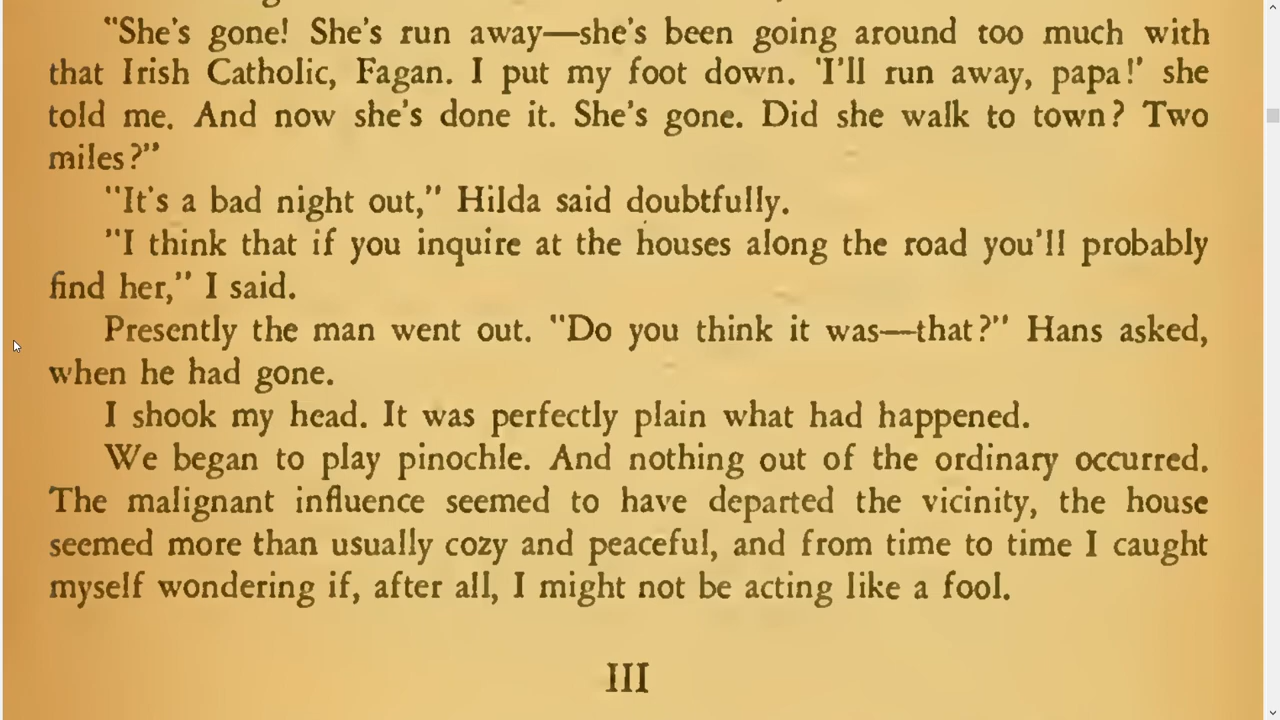 "She's gone! She's run away—she's been going around too much with
that Irish Catholic, Fagan. I put my foot down. 'I'll run away, papa!' she
told me. And now she's done it. She's gone. Did she walk to town? Two
miles?"
"It's a bad night out," Hilda said doubtfully.
"I think that if you inquire at the houses along the road you'll probably
find her," I said.
Presently the man went out. "Do you think it was—that?" Hans asked,
when he had gone.
I shook my head. It was perfectly plain what had happened.
We began to play pinochle. And nothing out of the ordinary occurred.
The malignant influence seemed to have departed the vicinity, the house
seemed more than usually cozy and peaceful, and from time to time I caught
myself wondering if, after all, I might not be acting like a fool.
III